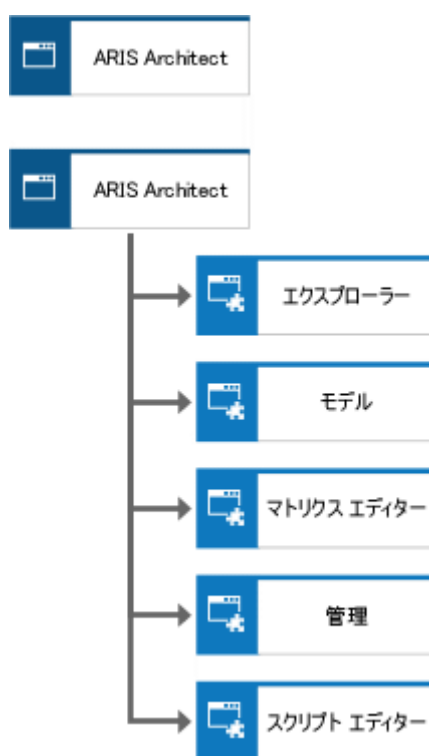 ARIS Architect
ARIS Architect
エクスプローラー
モデル
マトリクス エディター
管理
スクリプト エディター